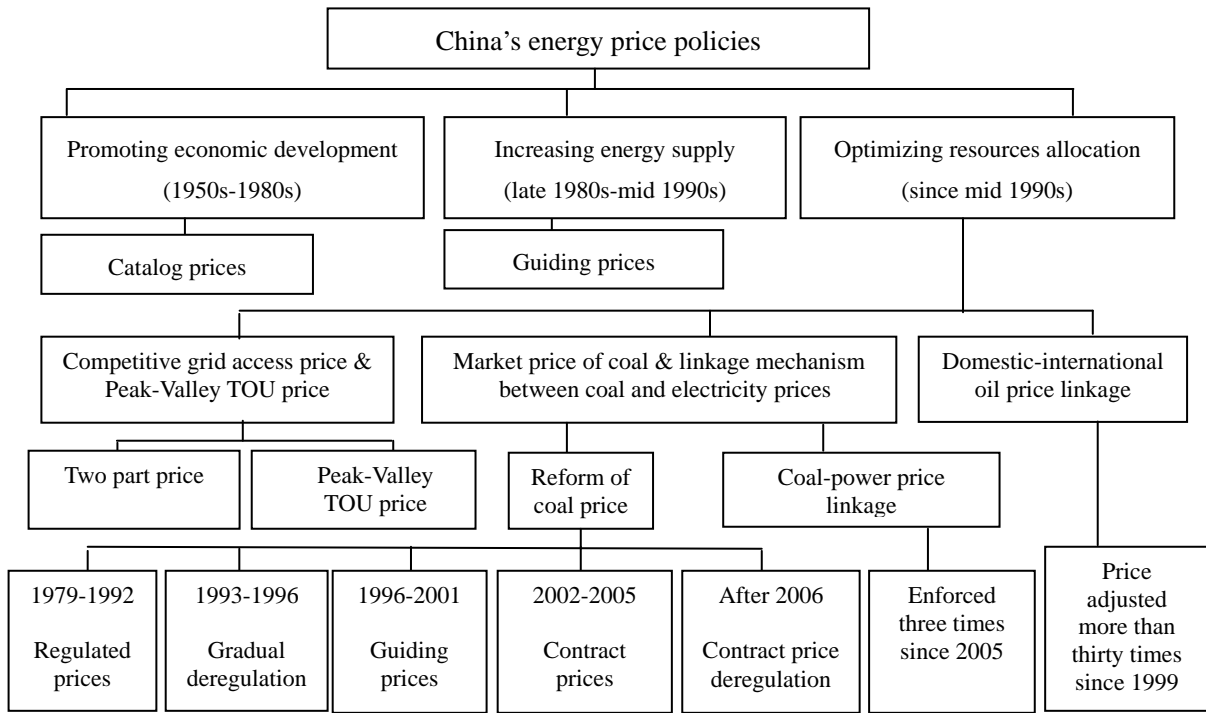 China's energy price policies
Promoting economic development
(1950s-1980s)
Increasing energy supply
(late 1980s-mid 1990s)
Optimizing resources allocation
(since mid 1990s)
Catalog prices
Guiding prices
Competitive grid access price &
Peak-Valley TOU price
Market price of coal & linkage mechanism
between coal and electricity prices
Domestic-international
oil price linkage
Two part price
Peak-Valley
TOU price
Reform of
coal price
Coal-power price
linkage
1979-1992
Regulated
prices
1993-1996
Gradual
deregulation
1996-2001
Guiding
prices
2002-2005
Contract
prices
After 2006
Contract price
deregulation
Enforced
three times
since 2005
Price
adjusted
more than
thirty times
since 1999